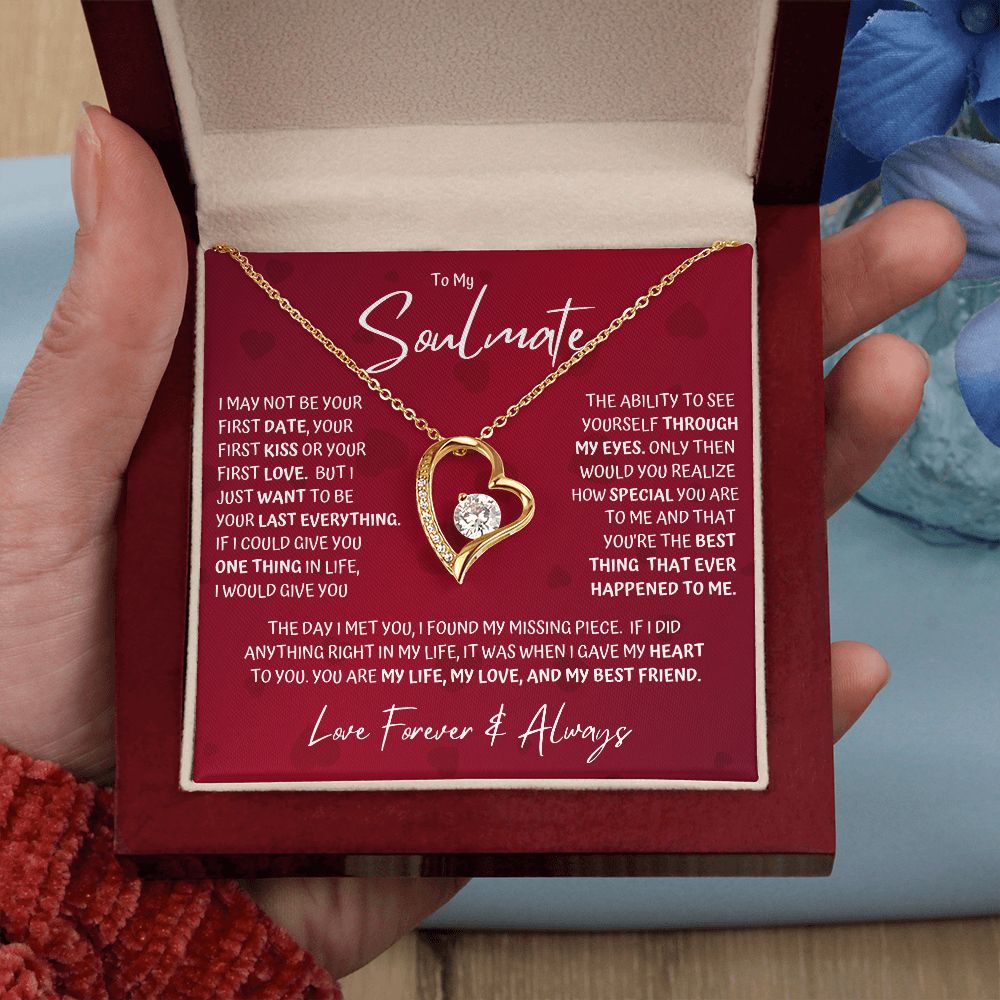 To My
Soulmate
I MAY NOT BE YOUR
FIRST DATE, YOUR
FIRST KISS OR YOUR
FIRST LOVE. BUT I
JUST WANT TO BE
YOUR LAST EVERYTHING.
IF I COULD GIVE YOU
ONE THING IN LIFE,
I WOULD GIVE YOU
THE ABILITY TO SEE
YOURSELF THROUGH
MY EYES. ONLY THEN
WOULD YOU REALIZE
HOW SPECIAL YOU ARE
TO ME AND THAT
YOU'RE THE BEST
THING THAT EVER
HAPPENED TO ME.
THE DAY I MET YOU, I FOUND MY MISSING PIECE. IF I DID
ANYTHING RIGHT IN MY LIFE, IT WAS WHEN I GAVE MY HEART
TO YOU. YOU ARE MY LIFE, MY LOVE, AND MY BEST FRIEND.
Love Forever & Always